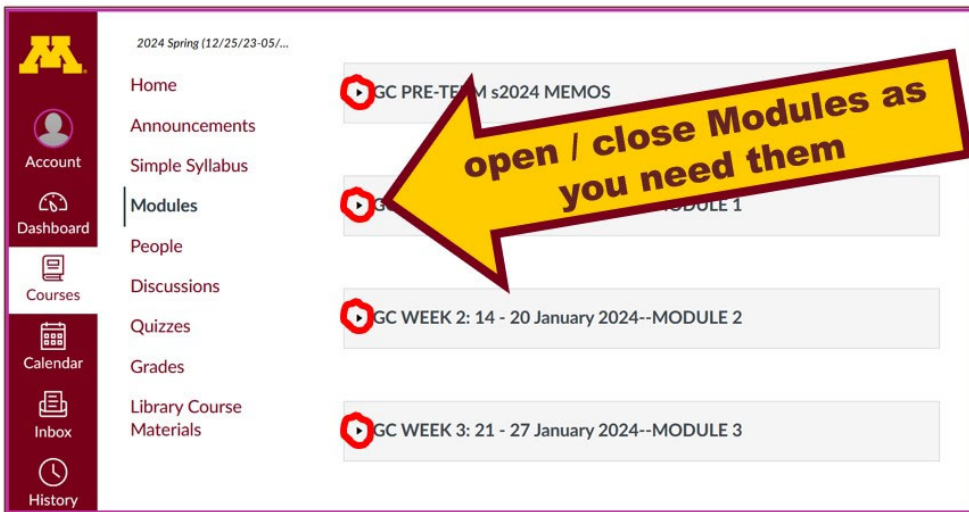 M
2024 Spring (12/25/23-05/...
Account
Dashboard
Courses
Calendar
Inbox
History
Home
Announcements
Simple Syllabus
Modules
People
Discussions
Quizzes
Grades
Library Course
Materials
GC PRE-TE M s2024 MEMOS
open / close Modules as
you need them
MODULE 1
GC WEEK 2: 14 - 20 January 2024--MODULE 2
GC WEEK 3: 21 - 27 January 2024--MODULE 3